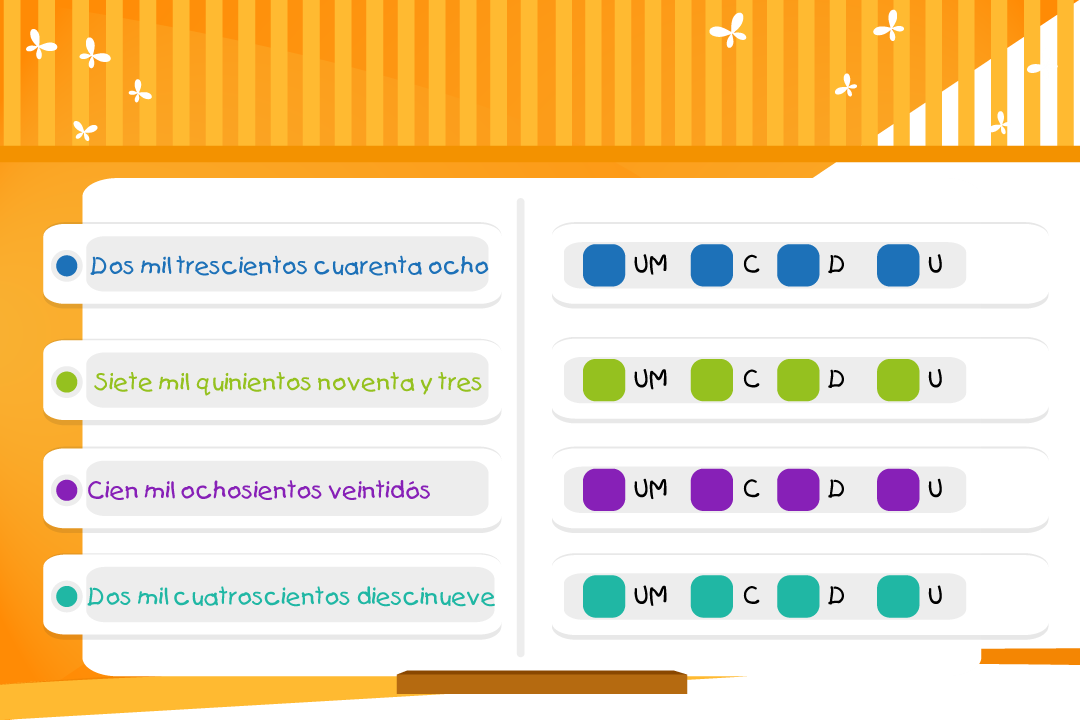 Dos mil trescientos cuarenta ocho
UM C D U
Siete mil quinientos noventa y tres
UM C D U
Cien mil ochosientos veintidós
UM C D U
Dos mil cuatroscientos diescinueve
UM C D U